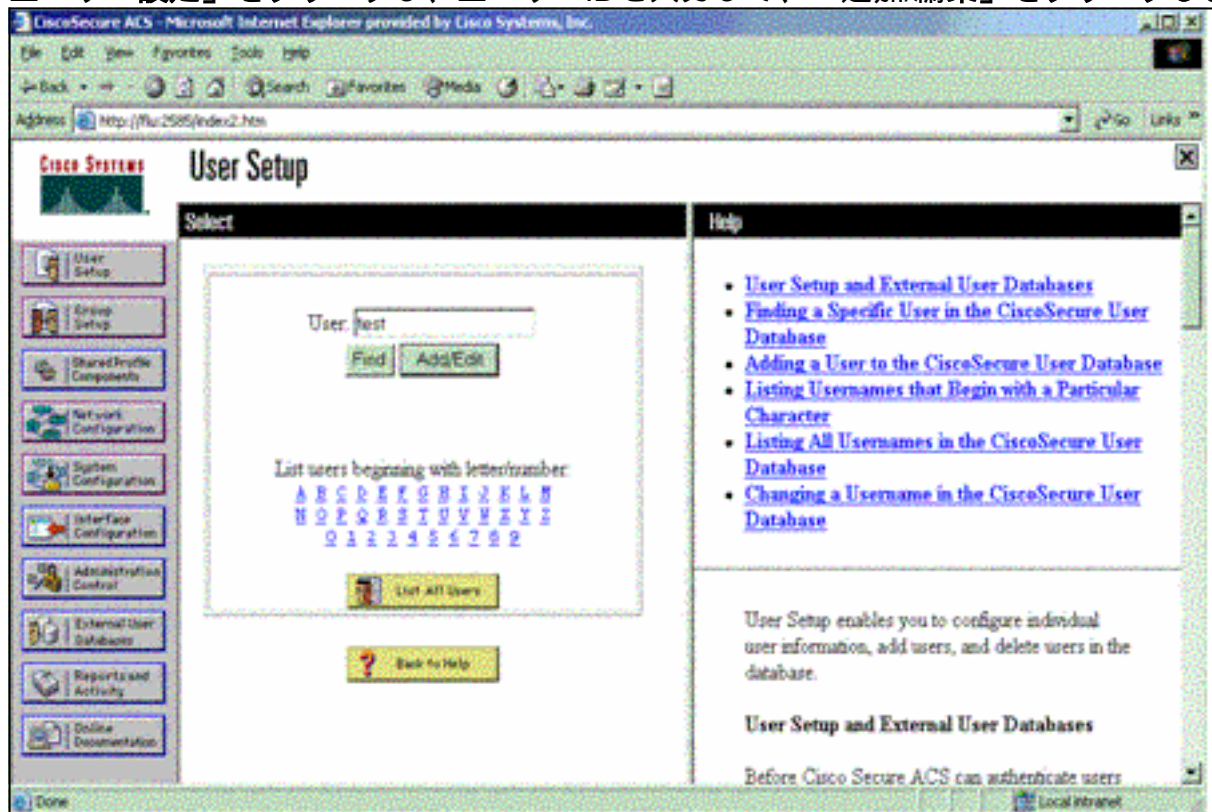 CiscoSecure ACS - Microsoft Internet Explorer provided by Cisco Systems, Inc.
File Edit View Favorites Tools Help
Back Search Favorites Media
Address http://flu:2585/index2.htm Go Links »
CISCO SYSTEMS
User Setup
Select
Help
User Setup
Group Setup
Shared Profile Components
Network Configuration
System Configuration
Interface Configuration
Administration Control
External User Databases
Reports and Activity
Online Documentation
User: test
Find Add/Edit
List users beginning with letter/number:
A B C D E F G H I J K L M
N O P Q R S T U V W X Y Z
0 1 2 3 4 5 6 7 8 9
List All Users
Back to Help
User Setup and External User Databases
Finding a Specific User in the CiscoSecure User
Database
Adding a User to the CiscoSecure User Database
Listing Usernames that Begin with a Particular
Character
Listing All Usernames in the CiscoSecure User
Database
Changing a Username in the CiscoSecure User
Database
User Setup enables you to configure individual
user information, add users, and delete users in the
database.
User Setup and External User Databases
Before Cisco Secure ACS can authenticate users
Done
Local intranet